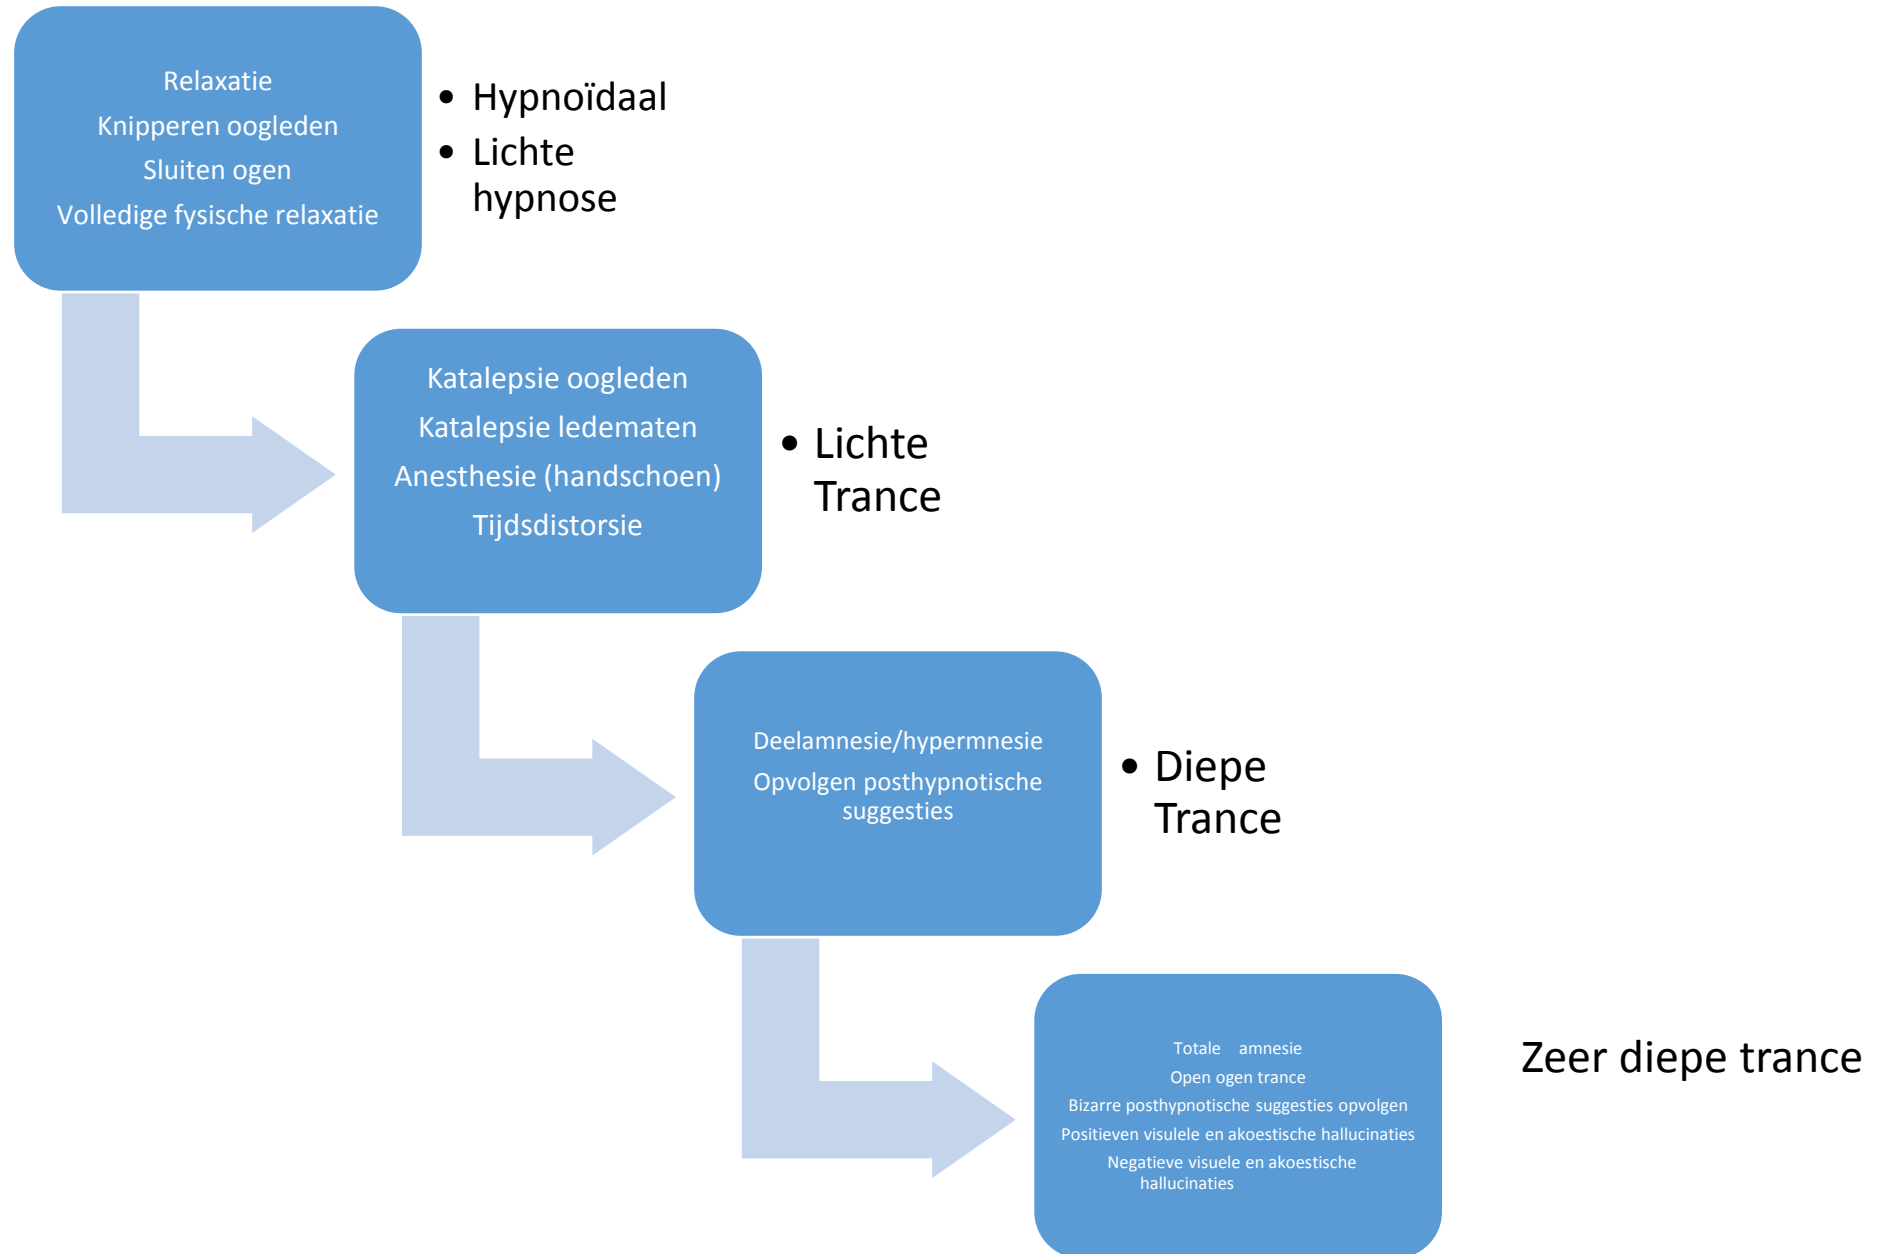 Relaxatie
Knipperen oogleden
Sluiten ogen
Volledige fysische relaxatie
• Hypnoïdaal
• Lichte
hypnose
Katalepsie oogleden
Katalepsie ledematen
Anesthesie (handschoen)
Tijdsdistorsie
• Lichte
Trance
Deelamnesie/hypermnesie
Opvolgen posthypnotische
suggesties
• Diepe
Trance
Totale amnesie
Open ogen trance
Bizarre posthypnotische suggesties opvolgen
Positieven visulele en akoestische hallucinaties
Negatieve visuele en akoestische
hallucinaties
Zeer diepe trance